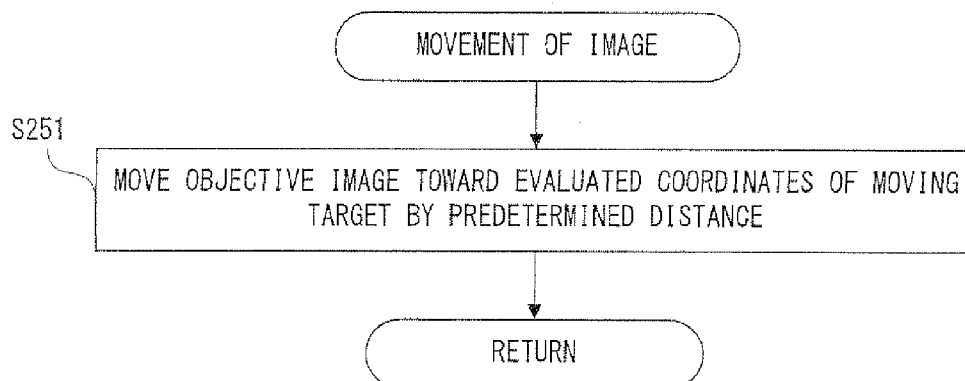 MOVEMENT OF IMAGE
S251
MOVE OBJECTIVE IMAGE TOWARD EVALUATED COORDINATES OF MOVING
TARGET BY PREDETERMINED DISTANCE
RETURN